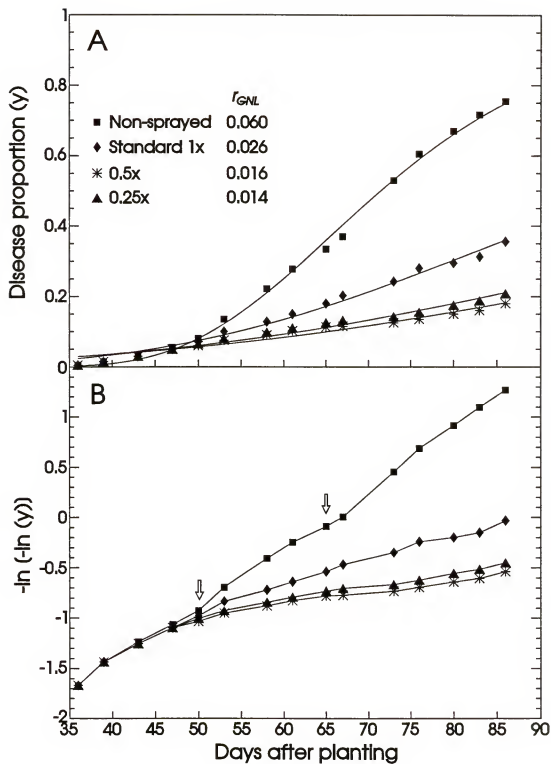 A
Disease proportion (y)
1
0.8
0.6
0.4
0.2
0
rGNL
Non-sprayed 0.060
Standard 1x 0.026
0.5x 0.016
0.25x 0.014
B
-ln (-ln (y))
1
0.5
0
-0.5
-1
-1.5
-2
35 40 45 50 55 60 65 70 75 80 85 90
Days after planting